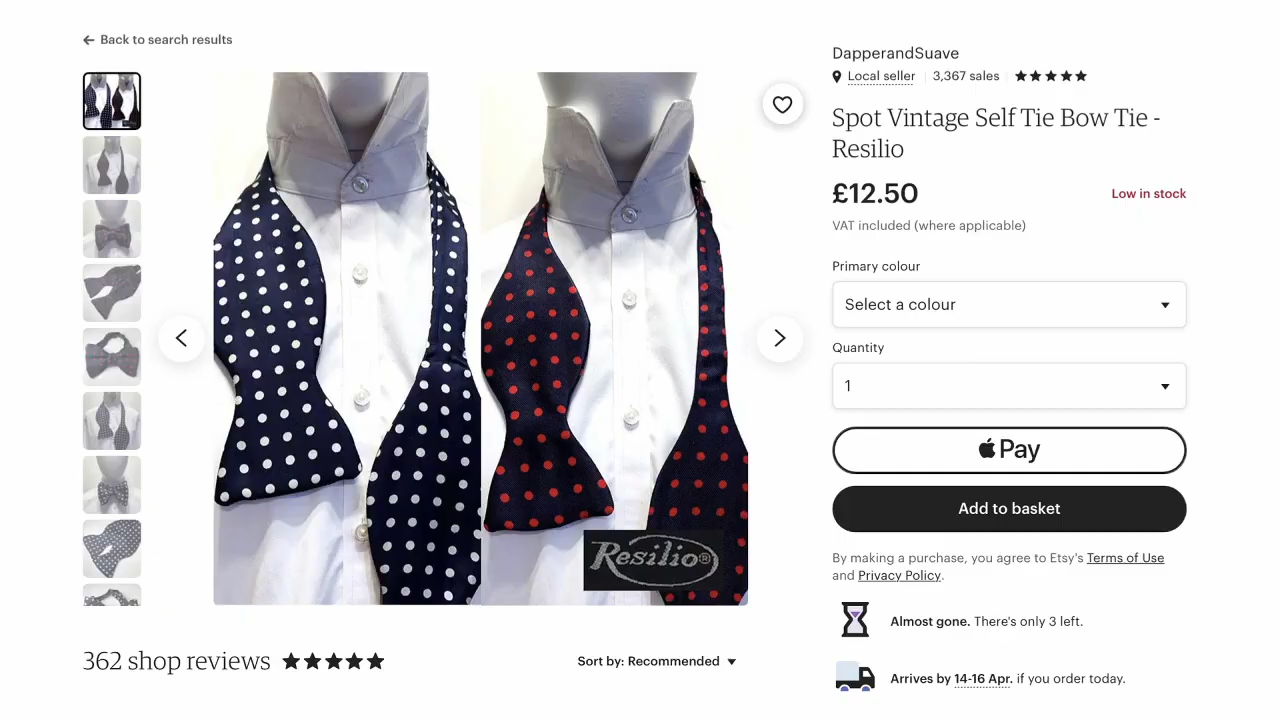 Back to search results
DapperandSuave
Local seller
3,367 sales
Spot Vintage Self Tie Bow Tie -
Resilio
£12.50
Low in stock
VAT included (where applicable)
Primary colour
Select a colour
Quantity
1
Pay
Add to basket
By making a purchase, you agree to Etsy's Terms of Use
and Privacy Policy.
Almost gone. There's only 3 left.
Arrives by 14-16 Apr. if you order today.
Resilio®
362 shop reviews
Sort by: Recommended